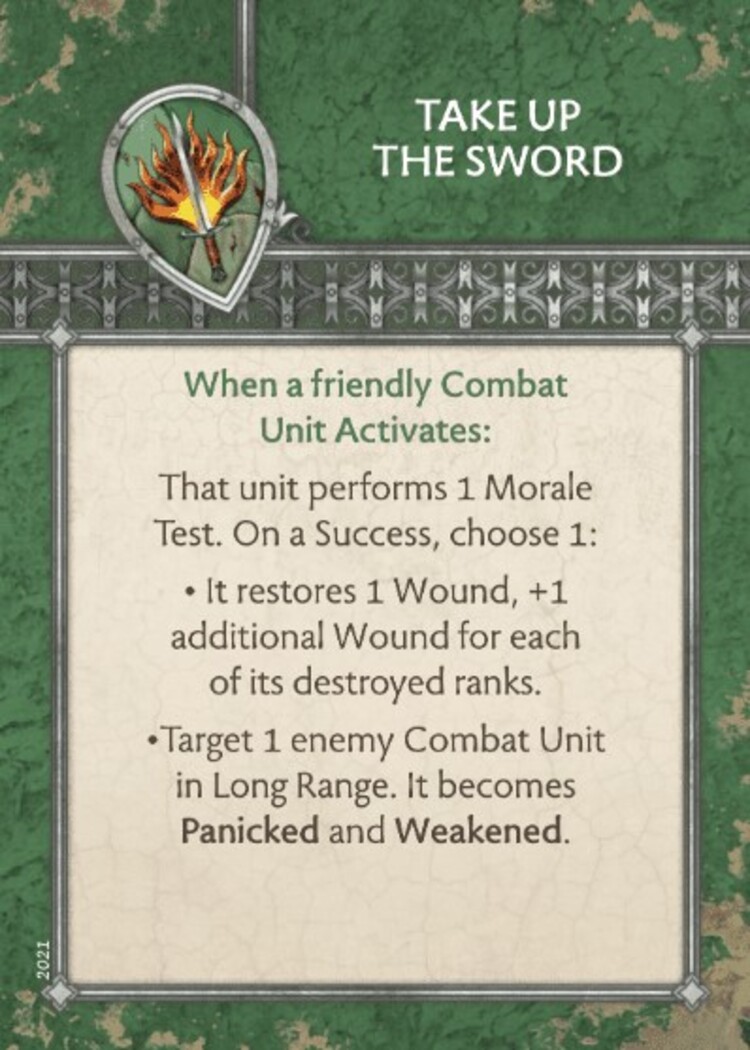 TAKE UP
THE SWORD
When a friendly Combat
Unit Activates:
That unit performs 1 Morale
Test. On a Success, choose 1:
• It restores 1 Wound, +1
additional Wound for each
of its destroyed ranks.
•Target 1 enemy Combat Unit
in Long Range. It becomes
Panicked and Weakened.
2021